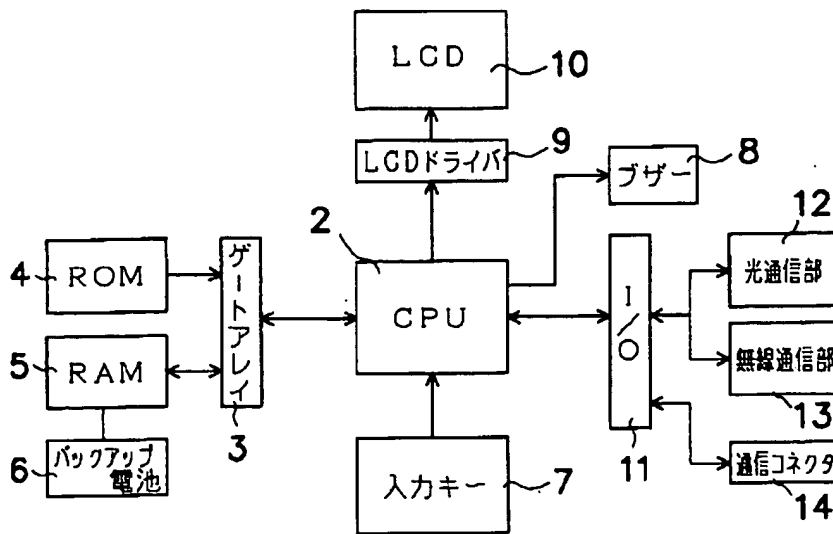 LCD
10
LCDドライバ
9
ブザー
8
2
CPU
4
ROM
ゲートアレイ
3
5
RAM
6
バックアップ
電池
入力キー
7
I/O
11
12
光通信部
無線通信部
13
通信コネクタ
14